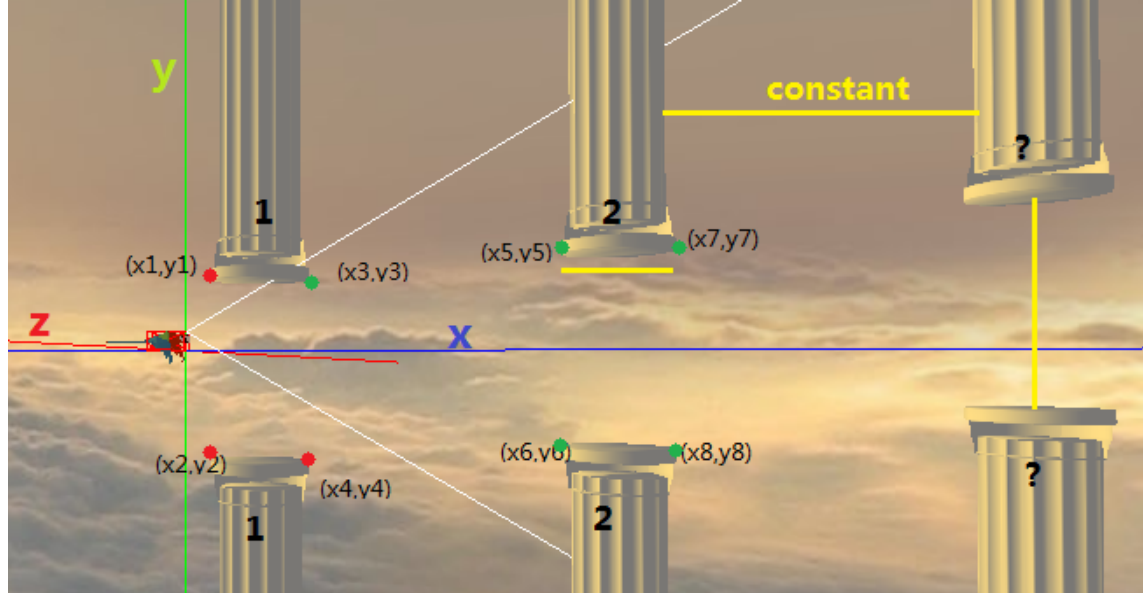 y
constant
?
1
2
(x1,y1)
(x3,y3)
(x5,y5)
(x7,y7)
z
x
(x2,y2)
(x4,y4)
(x6,y6)
(x8,y8)
1
2
?